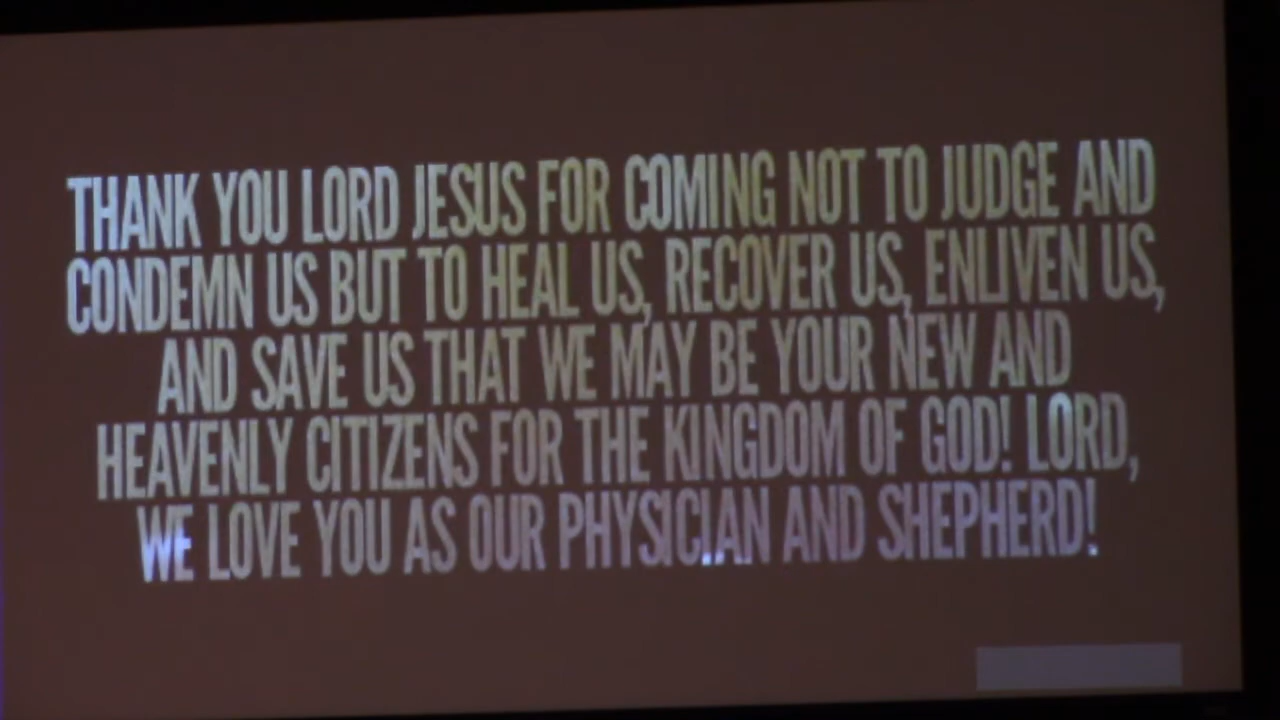 THANK YOU LORD JESUS FOR COMING NOT TO JUDGE AND
CONDEMN US BUT TO HEAL US, RECOVER US, ENLIVEN US,
AND SAVE US THAT WE MAY BE YOUR NEW AND
HEAVENLY CITIZENS FOR THE KINGDOM OF GOD! LORD,
WE LOVE YOU AS OUR PHYSICIAN AND SHEPHERD!